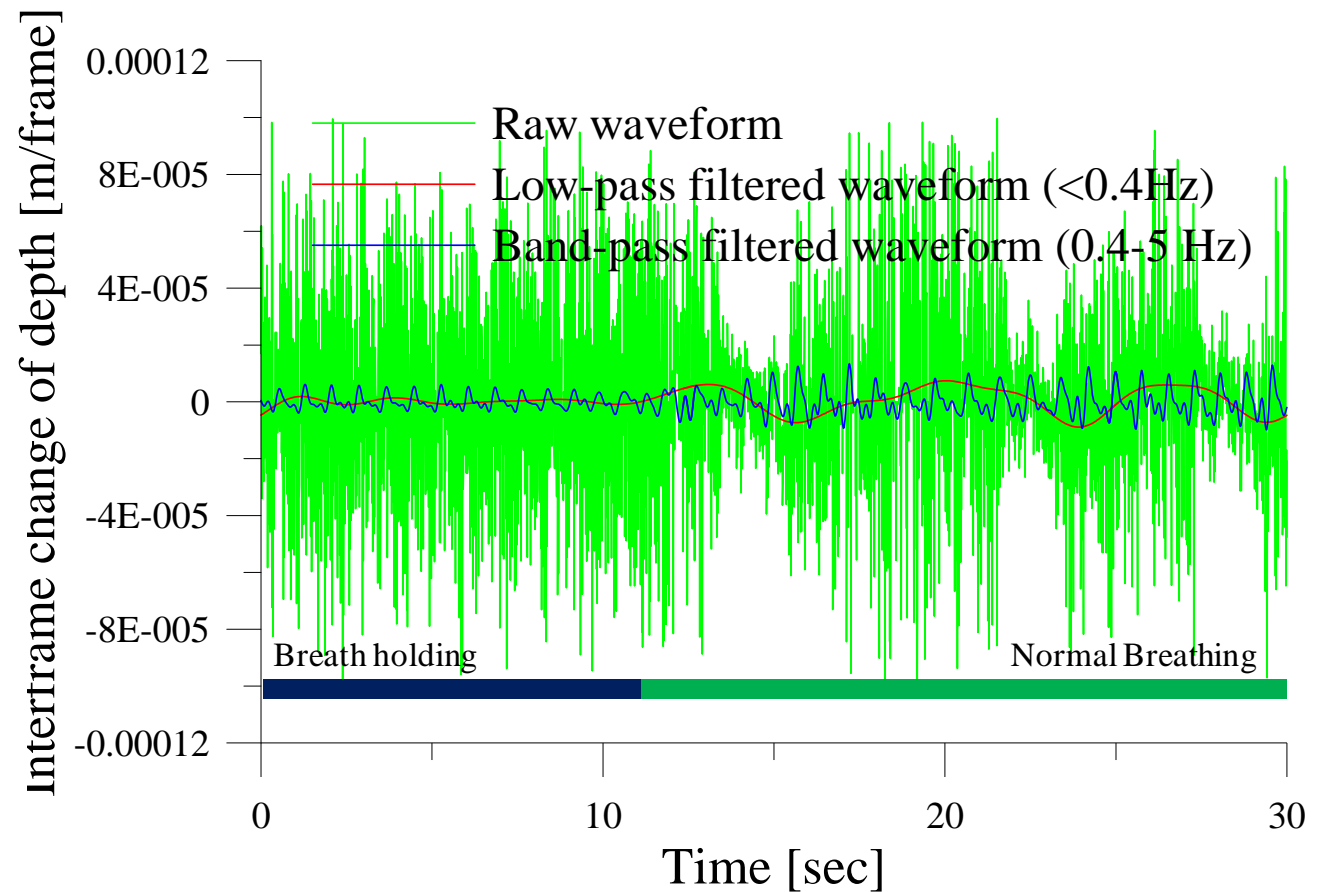 Interframe change of depth [m/frame]
0.00012
8E-005
4E-005
0
-4E-005
-8E-005
-0.00012
Raw waveform
Low-pass filtered waveform (<0.4Hz)
Band-pass filtered waveform (0.4-5 Hz)
Breath holding
Normal Breathing
0
10
20
30
Time [sec]